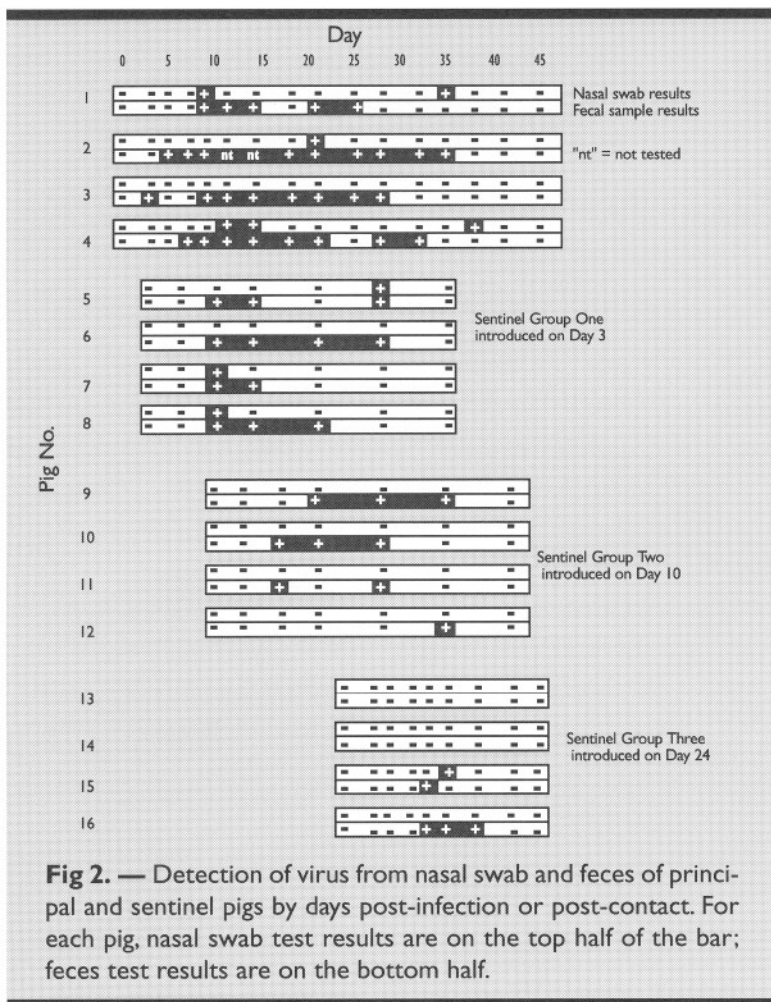 Day
0 5 10 15 20 25 30 35 40 45
1 - - - - + - - - - - - - + - - - Nasal swab results
- - - - + + + - + + - - - - - - Fecal sample results
2 - - - - - - - - + - - - - - - -
- - + + + nt nt + + + + + + - - - "nt" = not tested
3 - - - - - - - - - - - - - - - -
- + - - + + + + + + + - - - - -
4 - - - - - + + - - - - - - + - -
- - - + + + + + + - + + - - - -
5 - - - - - + -
- - + + - + -
Sentinel Group One
introduced on Day 3
6 - - - - - - -
- - + + + + -
7 - - + - - - -
- - + + - - -
8 - - + - - - -
- - + + + - -
Pig No.
9 - - - - - - -
- - - + + + -
10 - - - - - - -
- - + + + - -
Sentinel Group Two
introduced on Day 10
11 - - - - - - -
- - + - + - -
12 - - - - - - -
- - - - - + -
13 - - - - - - - -
- - - - - - - -
14 - - - - - - - -
- - - - - - - -
Sentinel Group Three
introduced on Day 24
15 - - - - - + - - -
- - - - + - - - -
16 - - - - - - - - -
- - - - + + + - -
Fig 2. — Detection of virus from nasal swab and feces of princi-
pal and sentinel pigs by days post-infection or post-contact. For
each pig, nasal swab test results are on the top half of the bar;
feces test results are on the bottom half.